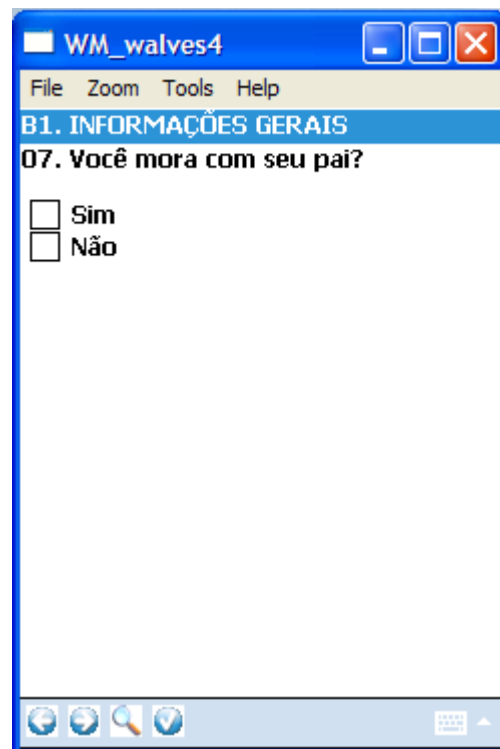 WM_walves4
File Zoom Tools Help
B1. INFORMAÇÕES GERAIS
07. Você mora com seu pai?
Sim
Não